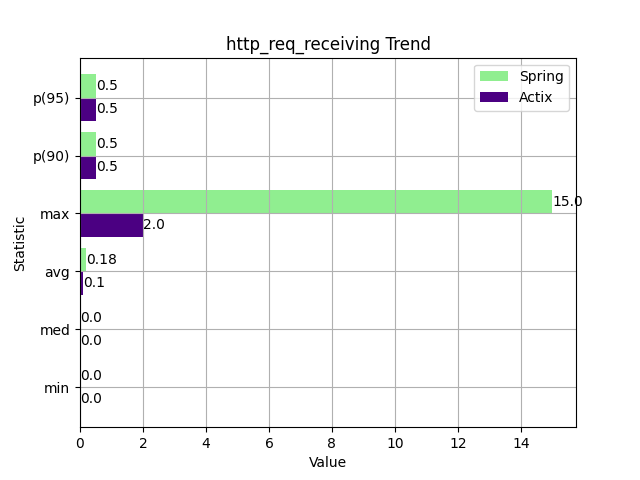 http_req_receiving Trend
Spring
Actix
p(95)
0.5
0.5
p(90)
0.5
0.5
max
15.0
2.0
avg
0.18
0.1
med
0.0
0.0
min
0.0
0.0
Statistic
0 2 4 6 8 10 12 14
Value